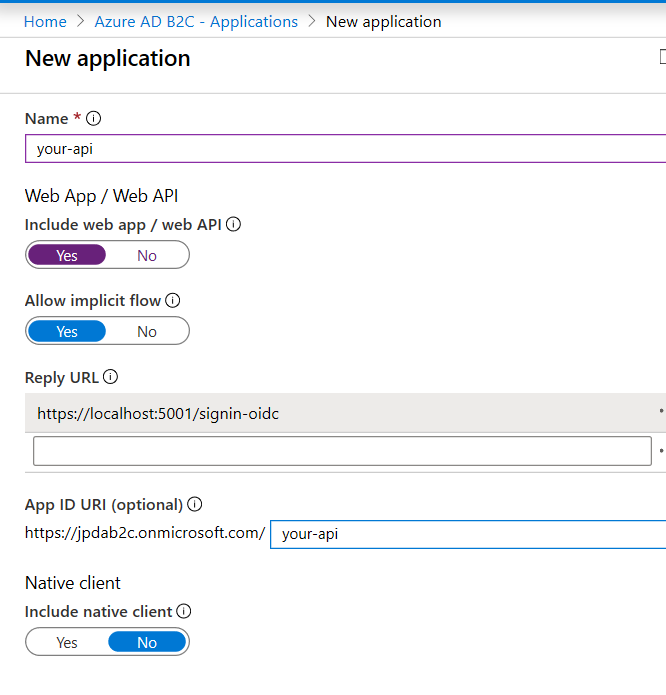 Home > Azure AD B2C - Applications > New application
New application
Name *
your-api
Web App / Web API
Include web app / web API
Yes No
Allow implicit flow
Yes No
Reply URL
https://localhost:5001/signin-oidc
App ID URI (optional)
https://jpdab2c.onmicrosoft.com/ your-api
Native client
Include native client
Yes No